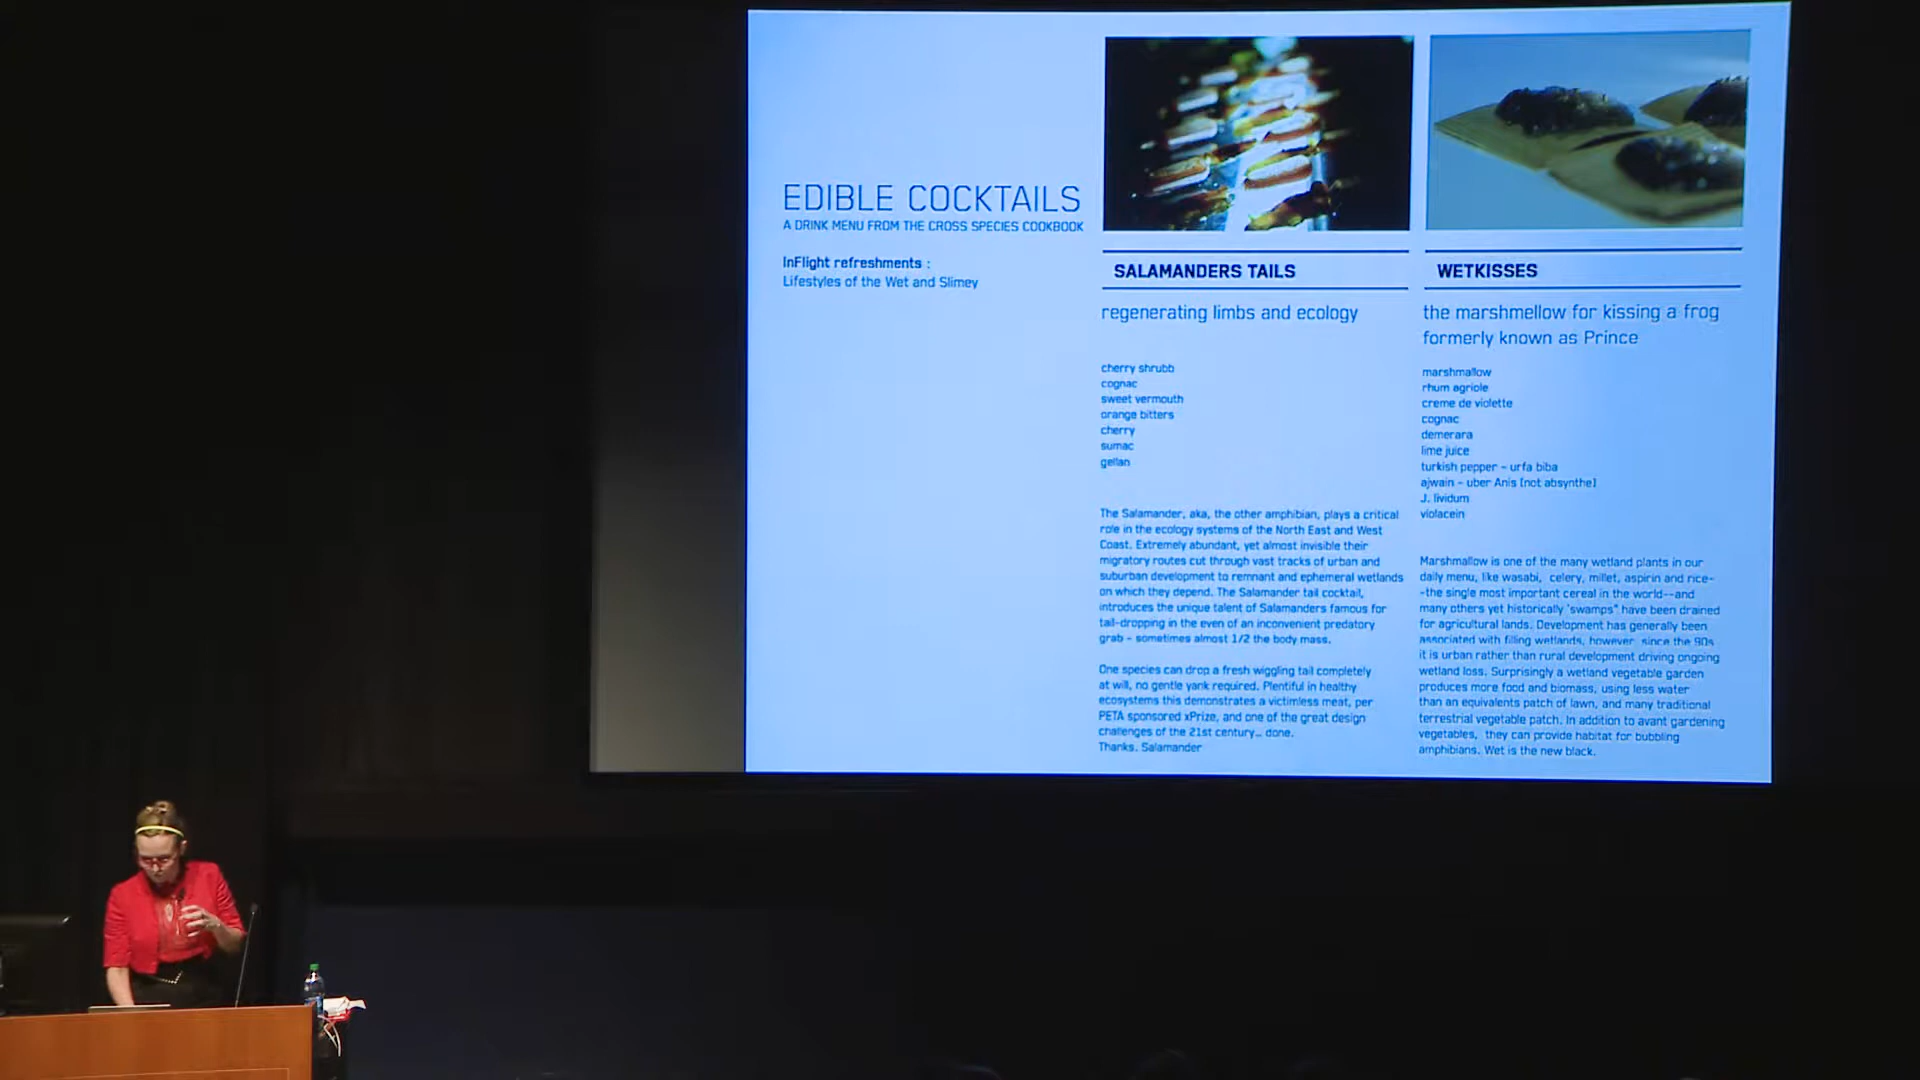 EDIBLE COCKTAILS
A DRINK MENU FROM THE CROSS SPECIES COOKBOOK
InFlight refreshments :
Lifestyles of the Wet and Slimey
SALAMANDERS TAILS
regenerating limbs and ecology
cherry shrubb
cognac
sweet vermouth
orange bitters
cherry
sumac
gellan
The Salamander, aka, the other amphibian, plays a critical
role in the ecology systems of the North East and West
Coast. Extremely abundant, yet almost invisible their
migratory routes cut through vast tracks of urban and
suburban development to remnant and ephemeral wetlands
on which they depend. The Salamander tail cocktail,
introduces the unique talent of Salamanders famous for
tail-dropping in the even of an inconvenient predatory
grab - sometimes almost 1/2 the body mass.
One species can drop a fresh wiggling tail completely
at will, no gentle yank required. Plentiful in healthy
ecosystems this demonstrates a victimless meat, per
PETA sponsored xPrize, and one of the great design
challenges of the 21st century... done.
Thanks, Salamander
WETKISSES
the marshmellow for kissing a frog
formerly known as Prince
marshmallow
rhum agriole
creme de violette
cognac
demerara
lime juice
turkish pepper - urfa biba
ajwain - uber Anis (not absynthe)
J. lividum
violacein
Marshmallow is one of the many wetland plants in our
daily menu, like wasabi, celery, millet, aspirin and rice-
-the single most important cereal in the world--and
many others yet historically 'swamps" have been drained
for agricultural lands. Development has generally been
associated with filling wetlands, however, since the 90s
it is urban rather than rural development driving ongoing
wetland loss. Surprisingly a wetland vegetable garden
produces more food and biomass, using less water
than an equivalents patch of lawn, and many traditional
terrestrial vegetable patch. In addition to avant gardening
vegetables, they can provide habitat for bubbling
amphibians. Wet is the new black.